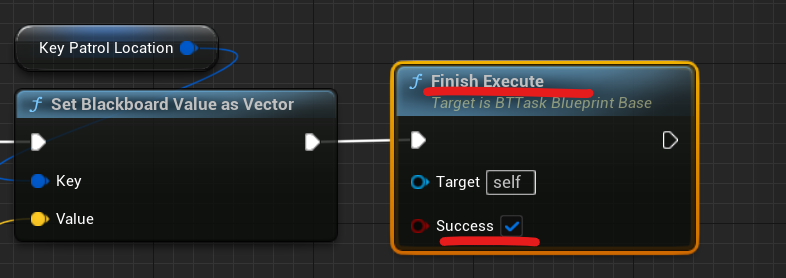 Key Patrol Location
f Set Blackboard Value as Vector
Key
Value
f Finish Execute
Target is BTTask Blueprint Base
Target self
Success